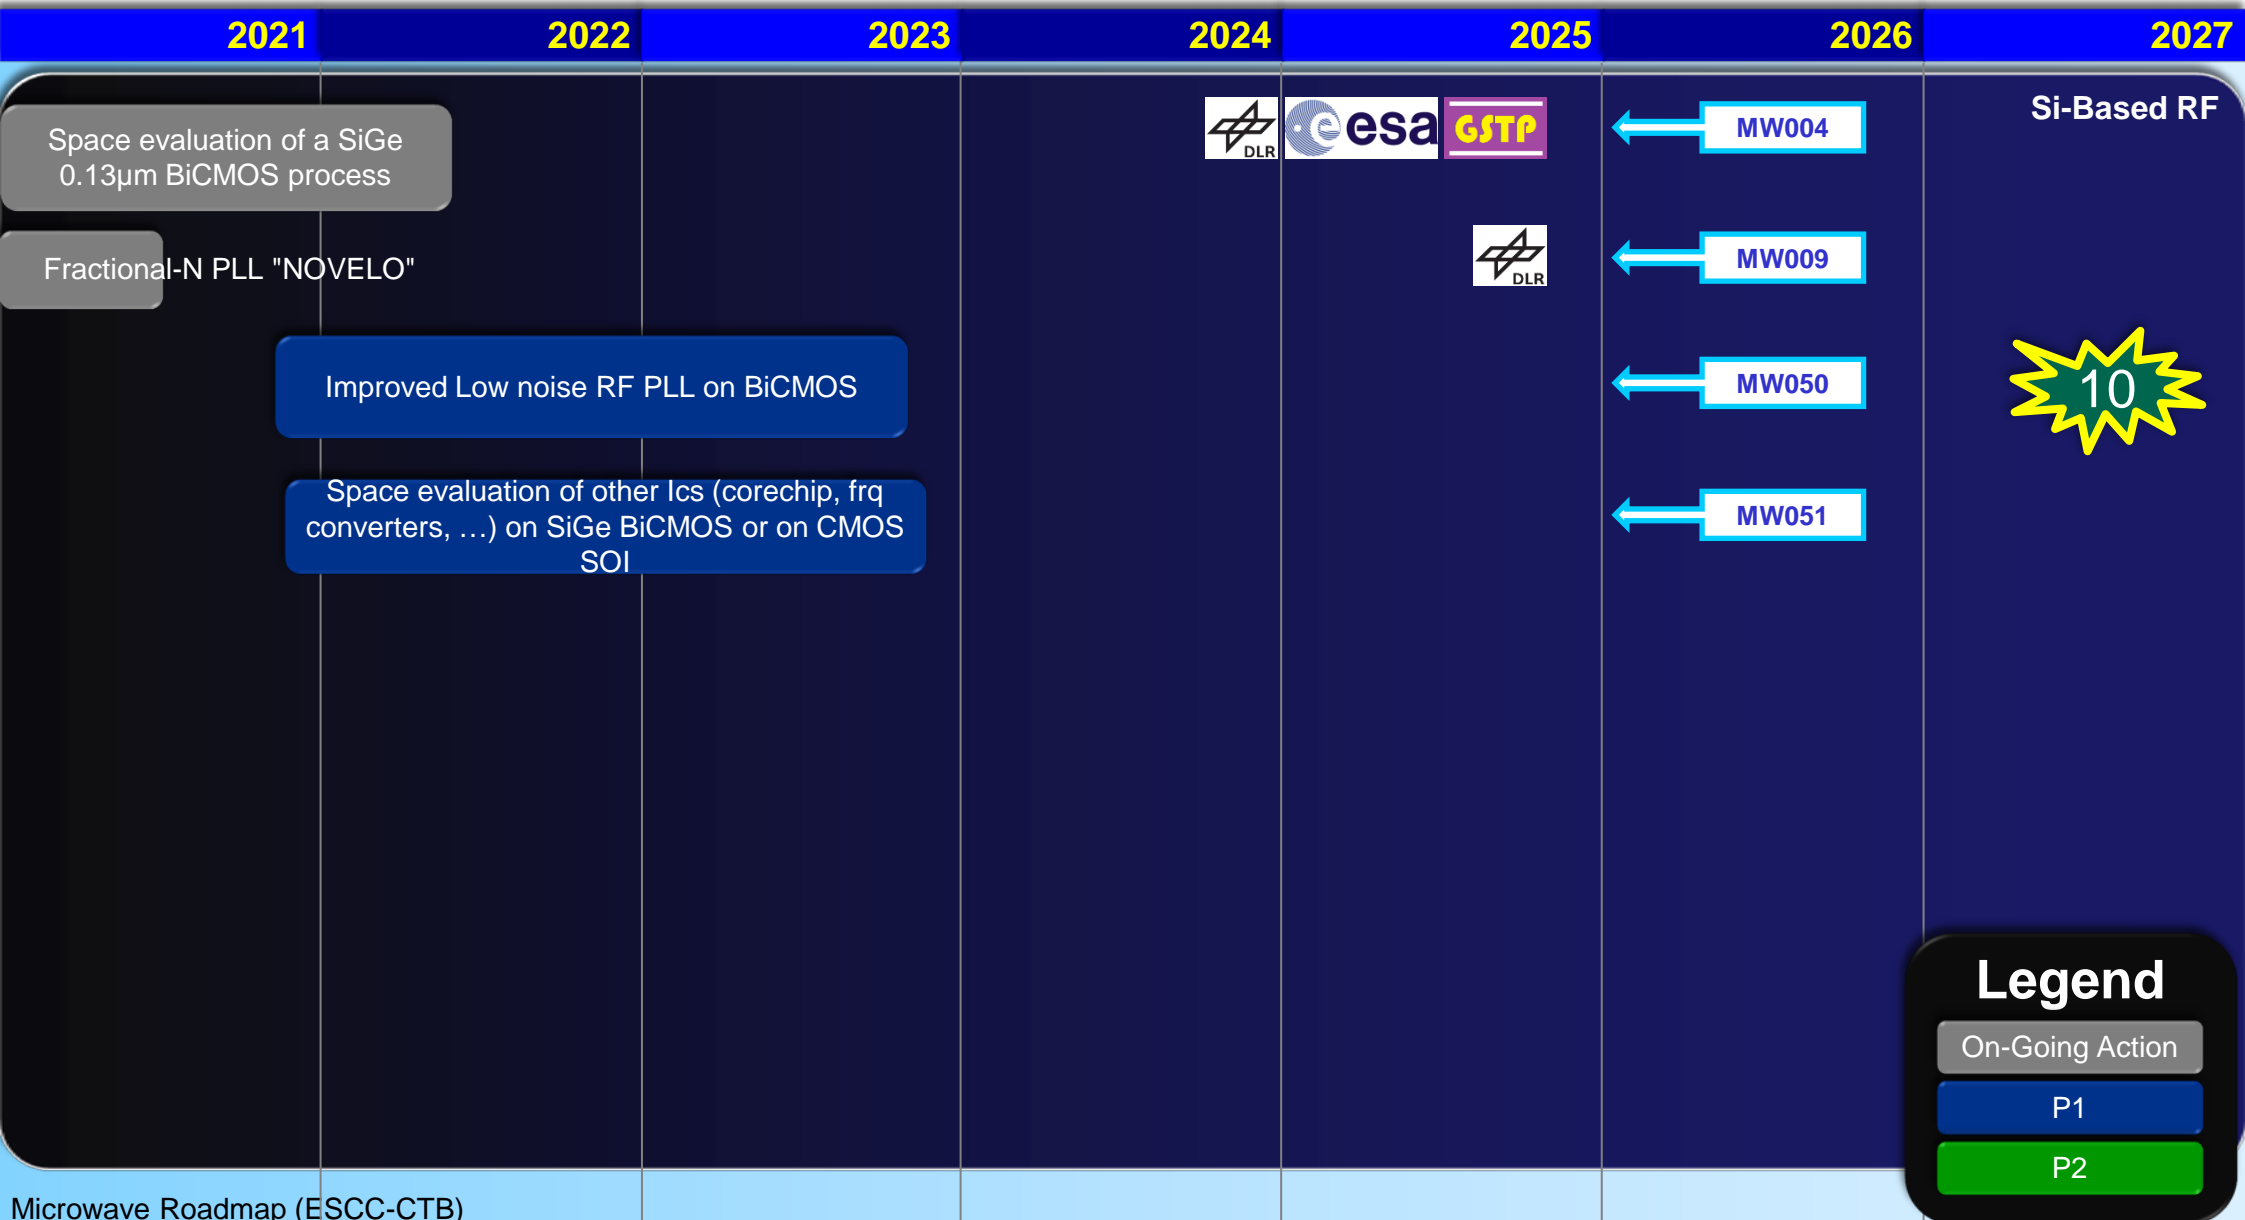 2021 2022 2023 2024 2025 2026 2027
Si-Based RF
Space evaluation of a SiGe
0.13µm BiCMOS process
DLR esa GSTP
MW004
Fractional-N PLL "NOVELO"
DLR
MW009
Improved Low noise RF PLL on BiCMOS
MW050
10
Space evaluation of other Ics (corechip, frq
converters, …) on SiGe BiCMOS or on CMOS
SOI
MW051
Legend
On-Going Action
P1
P2
Microwave Roadmap (ESCC-CTB)